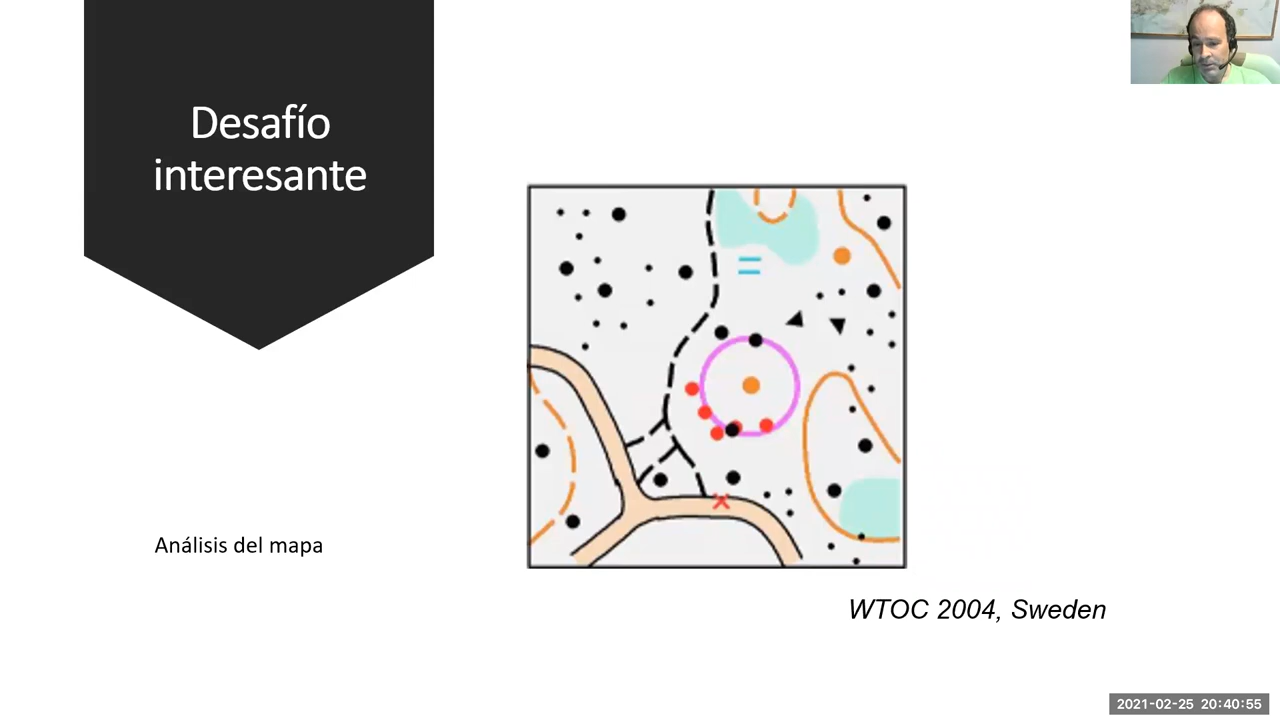 Desafío
interesante
Análisis del mapa
WTOC 2004, Sweden
2021-02-25 20:40:55